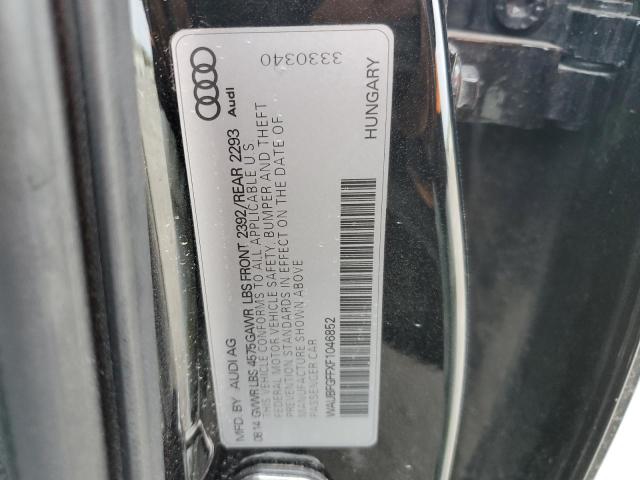 3330340
Audi
MFD. BY AUDI AG
08 14 GVWR LBS 4575 GAWR LBS FRONT 2392/REAR 2293
THIS VEHICLE CONFORMS TO ALL APPLICABLE U.S
FEDERAL MOTOR VEHICLE SAFETY, BUMPER AND THEFT
PREVENTION STANDARDS IN EFFECT ON THE DATE OF
MANUFACTURE SHOWN ABOVE
PASSENGER CAR
WAUBFGFFXF1046852
HUNGARY